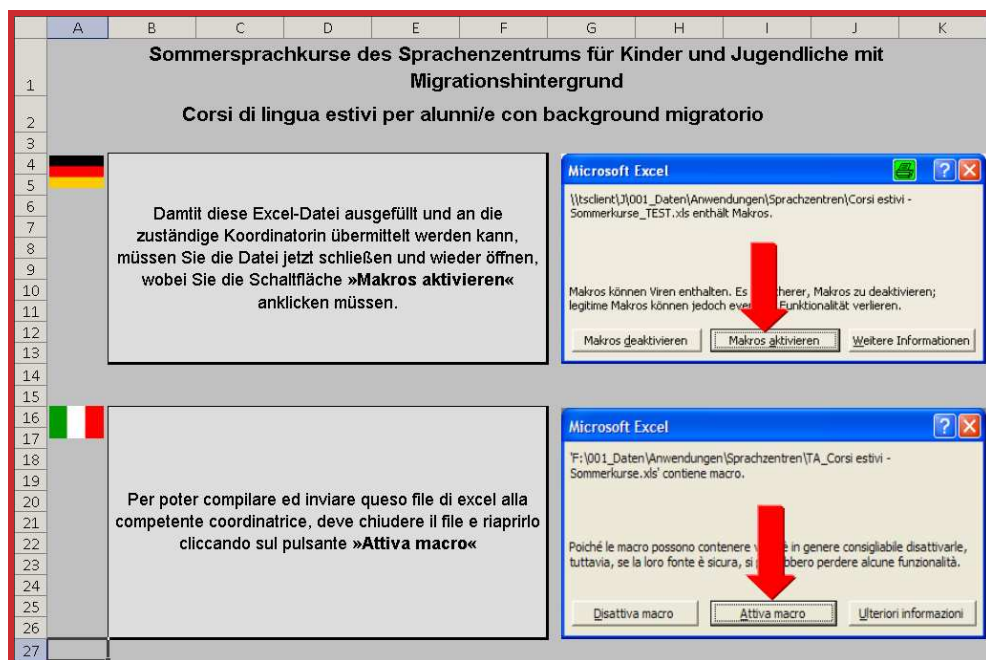 A B C D E F G H I J K
1
Sommersprachkurse des Sprachenzentrums für Kinder und Jugendliche mit
Migrationshintergrund
2
Corsi di lingua estivi per alunni/e con background migratorio
3
4
5
6
7
8
9
10
11
12
13
Damtit diese Excel-Datei ausgefüllt und an die
zuständige Koordinatorin übermittelt werden kann,
müssen Sie die Datei jetzt schließen und wieder öffnen,
wobei Sie die Schaltfläche »Makros aktivieren«
anklicken müssen.
Microsoft Excel
\\tsclient\J\001_Daten\Anwendungen\Sprachzentren\Corsi estivi -
Sommerkurse_TEST.xls enthält Makros.
Makros können Viren enthalten. Es, Makros zu deaktivieren;
legitime Makros können jedoch Funktionalität verlieren.
Makros deaktivieren
Makros aktivieren
Weitere Informationen
14
15
16
17
18
19
20
21
22
23
24
25
26
27
Per poter compilare ed inviare queso file di excel alla
competente coordinatrice, deve chiudere il file e riaprirlo
cliccando sul pulsante »Attiva macro«
Microsoft Excel
'F:\001_Daten\Anwendungen\Sprachzentren\TA_Corsi estivi -
Sommerkurse.xls' contiene macro.
Poiché le macro possono contenere è in genere consigliabile disattivarle,
tuttavia, se la loro fonte è sicura, si perdere alcune funzionalità.
Disattiva macro
Attiva macro
Ulteriori informazioni